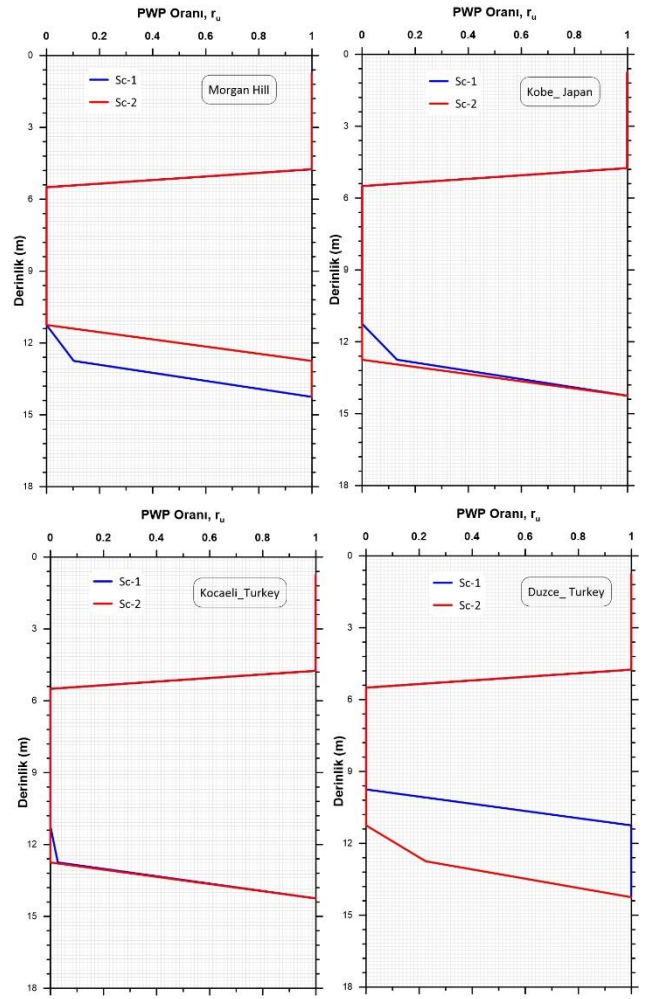 PWP Oranı, r_u
0 0.2 0.4 0.6 0.8 1
Derinlik (m)
0
3
6
9
12
15
18
Sc-1
Sc-2
Morgan Hill
PWP Oranı, r_u
0 0.2 0.4 0.6 0.8 1
Derinlik (m)
0
3
6
9
12
15
18
Sc-1
Sc-2
Kobe_ Japan
PWP Oranı, r_u
0 0.2 0.4 0.6 0.8 1
Derinlik (m)
0
3
6
9
12
15
18
Sc-1
Sc-2
Kocaeli_Turkey
PWP Oranı, r_u
0 0.2 0.4 0.6 0.8 1
Derinlik (m)
0
3
6
9
12
15
18
Sc-1
Sc-2
Duzce_ Turkey